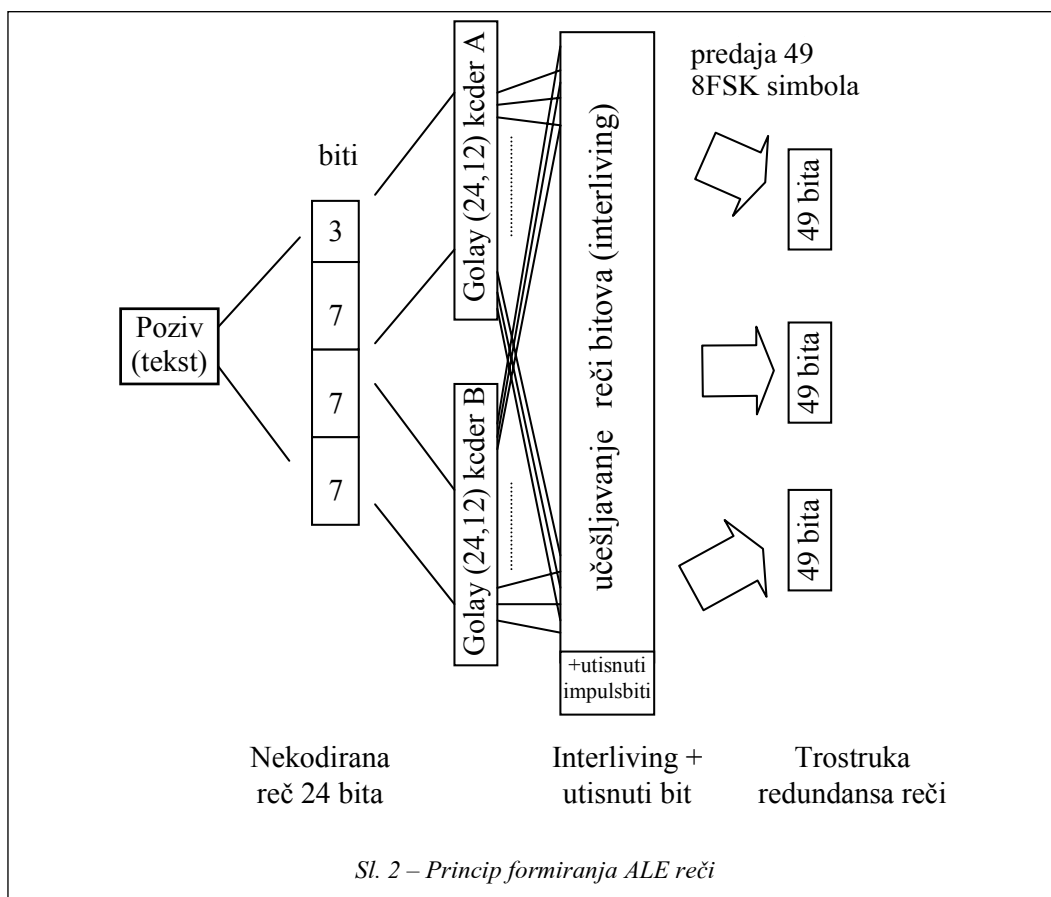 predaja 49
8FSK simbola
biti
3
7
7
7
Poziv
(tekst)
Golay (24,12) kcder A
Golay (24,12) kcder B
učešljavanje reči bitova (interliving)
+utisnuti
impulsbiti
49 bita
49 bita
49 bita
Nekodirana
reč 24 bita
Interliving +
utisnuti bit
Trostruka
redundansa reči
Sl. 2 – Princip formiranja ALE reči